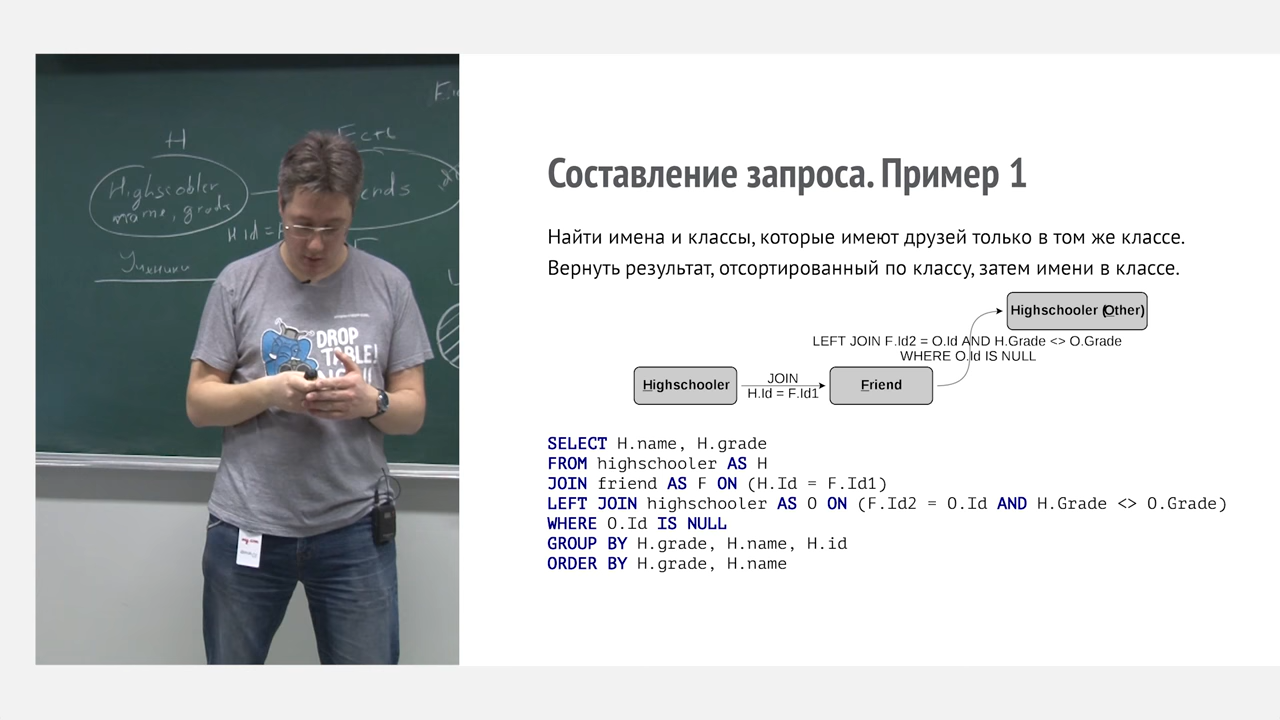 H
Highscobler
name, grade
Ученики
ends
DROP
TABLE!
Составление запроса. Пример 1
Найти имена и классы, которые имеют друзей только в том же классе.
Вернуть результат, отсортированный по классу, затем имени в классе.
Highschooler (Other)
LEFT JOIN F.Id2 = O.Id AND H.Grade <> O.Grade
WHERE O.Id IS NULL
Highschooler
JOIN
H.Id = F.Id1
Friend
SELECT H.name, H.grade
FROM highschooler AS H
JOIN friend AS F ON (H.Id = F.Id1)
LEFT JOIN highschooler AS O ON (F.Id2 = O.Id AND H.Grade <> O.Grade)
WHERE O.Id IS NULL
GROUP BY H.grade, H.name, H.id
ORDER BY H.grade, H.name